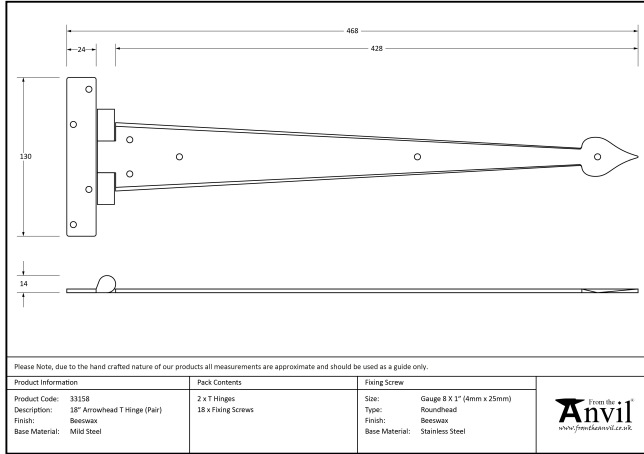 468
24
428
130
14
Please Note, due to the hand crafted nature of our products all measurements are approximate and should be used as a guide only.
Product Information
Product Code: 33158
Description: 18" Arrowhead T Hinge (Pair)
Finish: Beeswax
Base Material: Mild Steel
Pack Contents
2 x T Hinges
18 x Fixing Screws
Fixing Screw
Size: Gauge 8 X 1" (4mm x 25mm)
Type: Roundhead
Finish: Beeswax
Base Material: Stainless Steel
From the
Anvil
www.fromtheanvil.co.uk